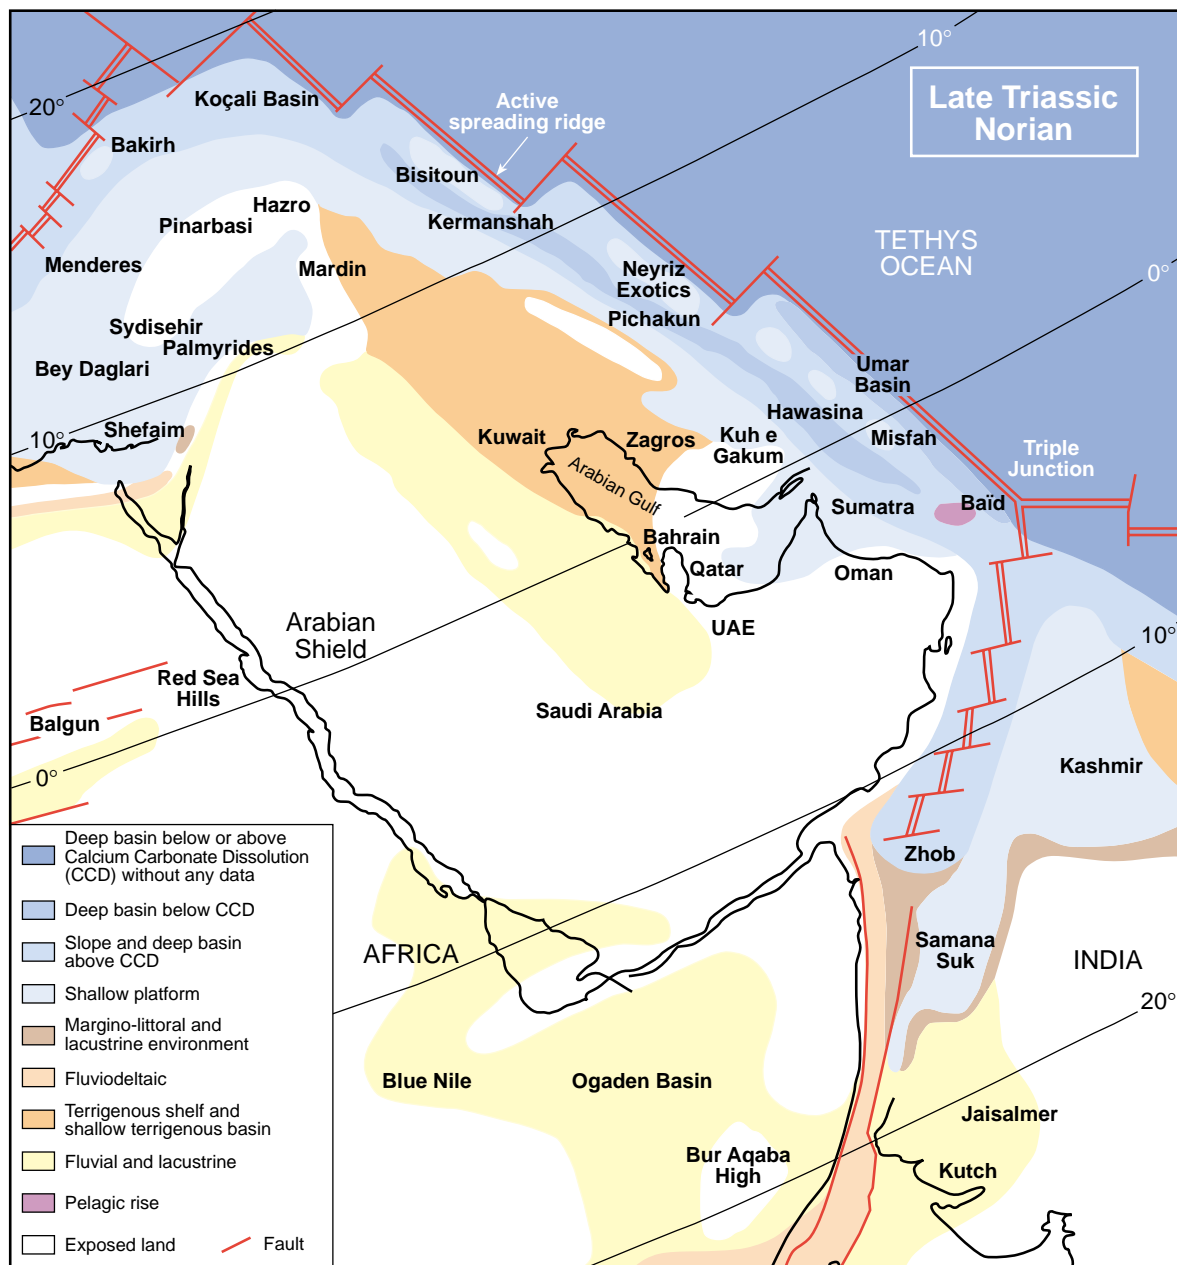 10°
Late Triassic
Norian
20°
Koçali Basin
Active
spreading ridge
Bakirh
Bisitoun
Hazro
Pinarbasi
Kermanshah
TETHYS
OCEAN
0°
Menderes
Mardin
Neyriz
Exotics
Pichakun
Sydisehir
Palmyrides
Bey Daglari
Umar
Basin
Hawasina
Shefaim
10°
Kuwait
Zagros
Kuh e
Gakum
Misfah
Triple
Junction
Arabian Gulf
Sumatra
Baïd
Bahrain
Qatar
Oman
Arabian
Shield
UAE
10°
Red Sea
Hills
Saudi Arabia
Balgun
Kashmir
0°
Deep basin below or above
Calcium Carbonate Dissolution
(CCD) without any data
Deep basin below CCD
Slope and deep basin
above CCD
Shallow platform
Margino-littoral and
lacustrine environment
Fluviodeltaic
Terrigenous shelf and
shallow terrigenous basin
Fluvial and lacustrine
Pelagic rise
Exposed land
Fault
Zhob
AFRICA
Samana
Suk
INDIA
20°
Blue Nile
Ogaden Basin
Jaisalmer
Bur Aqaba
High
Kutch